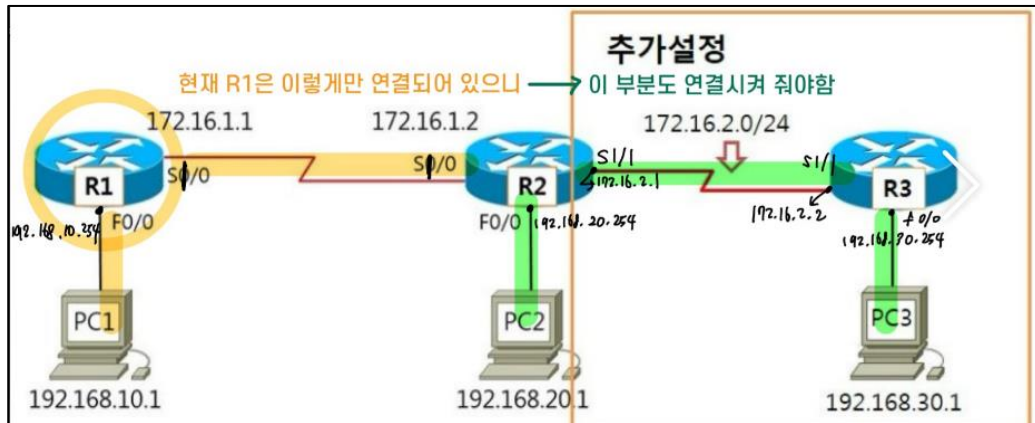 추가설정
현재 R1은 이렇게만 연결되어 있으니 → 이 부분도 연결시켜 줘야함
172.16.1.1
172.16.1.2
172.16.2.0/24
S0/0
S0/0
S1/1
S1/1
R1
R2
172.16.2.1
R3
172.16.2.2
192.168.10.254
F0/0
F0/0
192.168.20.254
f0/0
192.168.30.254
PC1
PC2
PC3
192.168.10.1
192.168.20.1
192.168.30.1